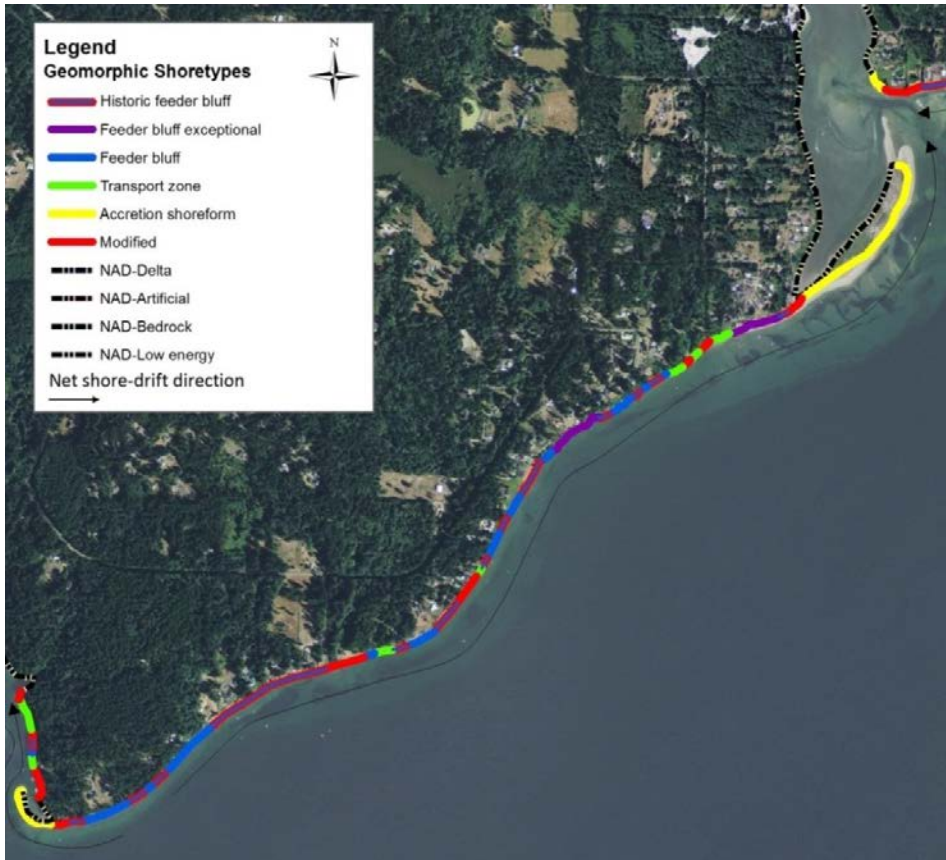 Legend
Geomorphic Shoretypes
N
Historic feeder bluff
Feeder bluff exceptional
Feeder bluff
Transport zone
Accretion shoreform
Modified
NAD-Delta
NAD-Artificial
NAD-Bedrock
NAD-Low energy
Net shore-drift direction